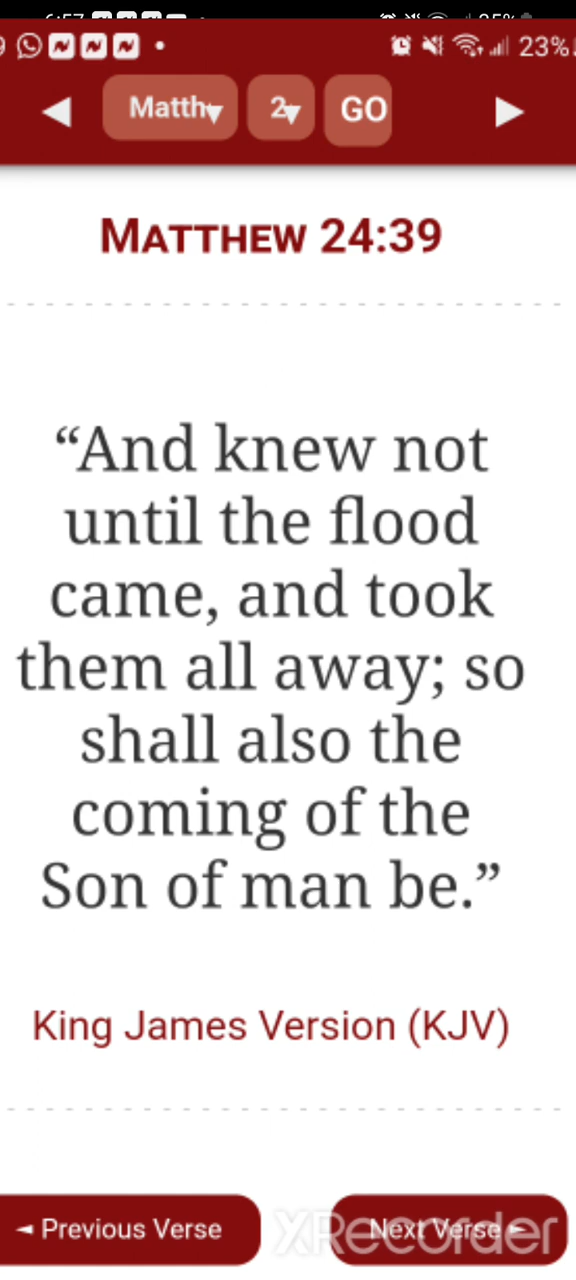 23%
Matth
2
GO
MATTHEW 24:39
“And knew not
until the flood
came, and took
them all away; so
shall also the
coming of the
Son of man be.”
King James Version (KJV)
◄ Previous Verse
Next Verse ►
XRecorder